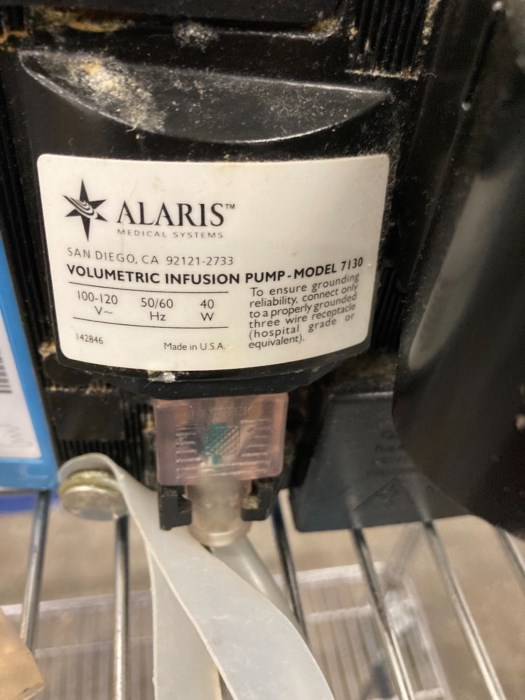 ALARIS™
MEDICAL SYSTEMS
SAN DIEGO, CA 92121-2733
VOLUMETRIC INFUSION PUMP - MODEL 7130
100-120 50/60 40
V~ Hz W
To ensure grounding
reliability, connect only
to a properly grounded
three wire receptacle
(hospital grade or
equivalent).
142846 Made in U.S.A.